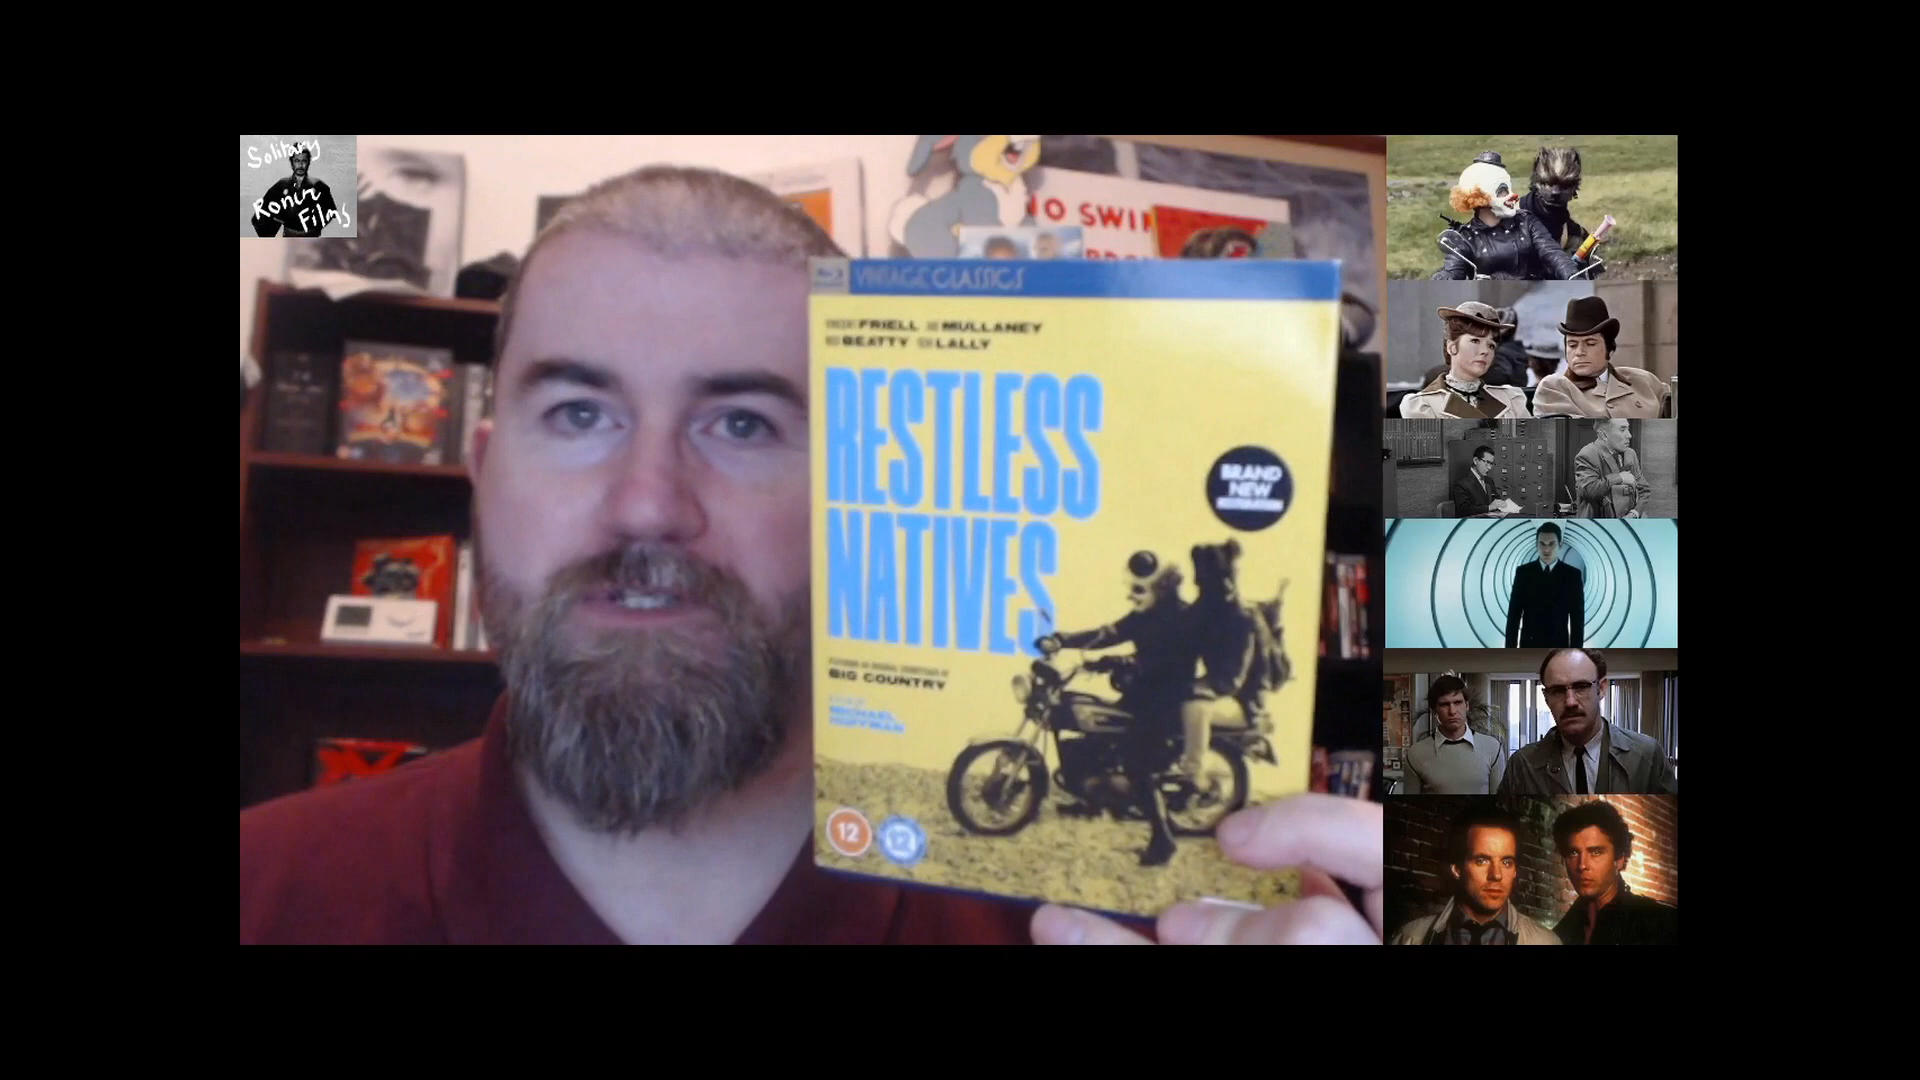 Solitary
Ronin
Films
NO SWI
VINTAGE CLASSICS
FRIELL MULLANEY
BEATTY LALLY
RESTLESS
NATIVES
BRAND
NEW
BIG COUNTRY
MICHAEL
HOFFMAN
12
12